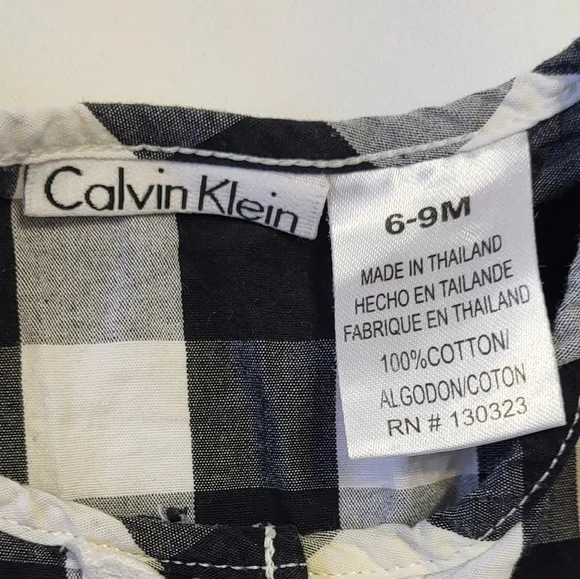 Calvin Klein
6-9M
MADE IN THAILAND
HECHO EN TAILANDE
FABRIQUE EN THAILAND
100%COTTON/
ALGODON/COTON
RN # 130323